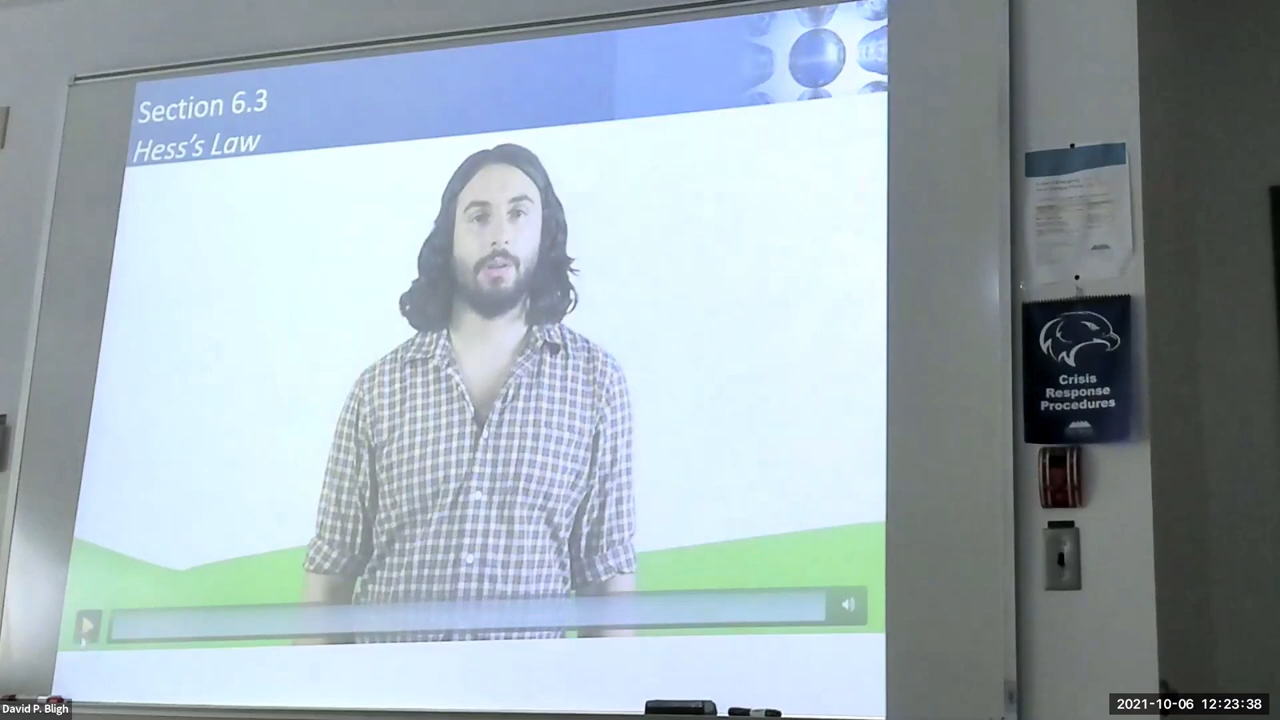 Section 6.3
Hess's Law
Crisis
Response
Procedures
David P. Bligh
2021-10-06 12:23:38